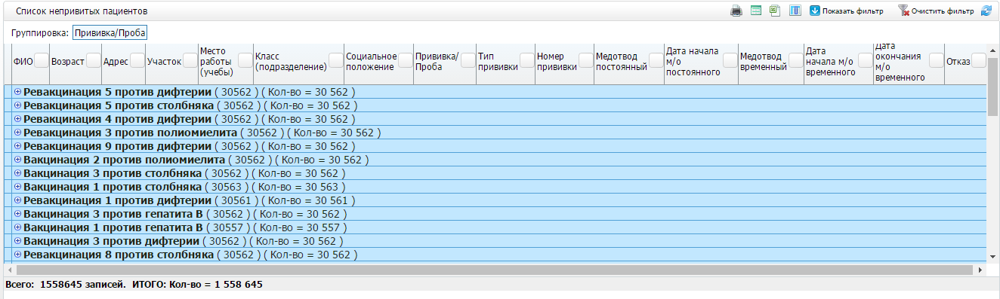 Список непривитых пациентов Показать фильтр Очистить фильтр
Группировка: Прививка/Проба
ФИО Возраст Адрес Участок Место работы (учебы) Класс (подразделение) Социальное положение Прививка/ Проба Тип прививки Номер прививки Медотвод постоянный Дата начала м/о постоянного Медотвод временный Дата начала м/о временного Дата окончания м/о временного Отказ
Ревакцинация 5 против дифтерии ( 30562 ) ( Кол-во = 30 562 )
Ревакцинация 5 против столбняка ( 30562 ) ( Кол-во = 30 562 )
Ревакцинация 4 против дифтерии ( 30562 ) ( Кол-во = 30 562 )
Ревакцинация 3 против полиомиелита ( 30562 ) ( Кол-во = 30 562 )
Ревакцинация 9 против дифтерии ( 30562 ) ( Кол-во = 30 562 )
Вакцинация 2 против полиомиелита ( 30562 ) ( Кол-во = 30 562 )
Вакцинация 3 против столбняка ( 30562 ) ( Кол-во = 30 562 )
Вакцинация 1 против столбняка ( 30563 ) ( Кол-во = 30 563 )
Ревакцинация 1 против дифтерии ( 30561 ) ( Кол-во = 30 561 )
Вакцинация 3 против гепатита В ( 30562 ) ( Кол-во = 30 562 )
Вакцинация 1 против гепатита В ( 30557 ) ( Кол-во = 30 557 )
Вакцинация 3 против дифтерии ( 30562 ) ( Кол-во = 30 562 )
Ревакцинация 8 против столбняка ( 30562 ) ( Кол-во = 30 562 )
Всего: 1558645 записей. ИТОГО: Кол-во = 1 558 645